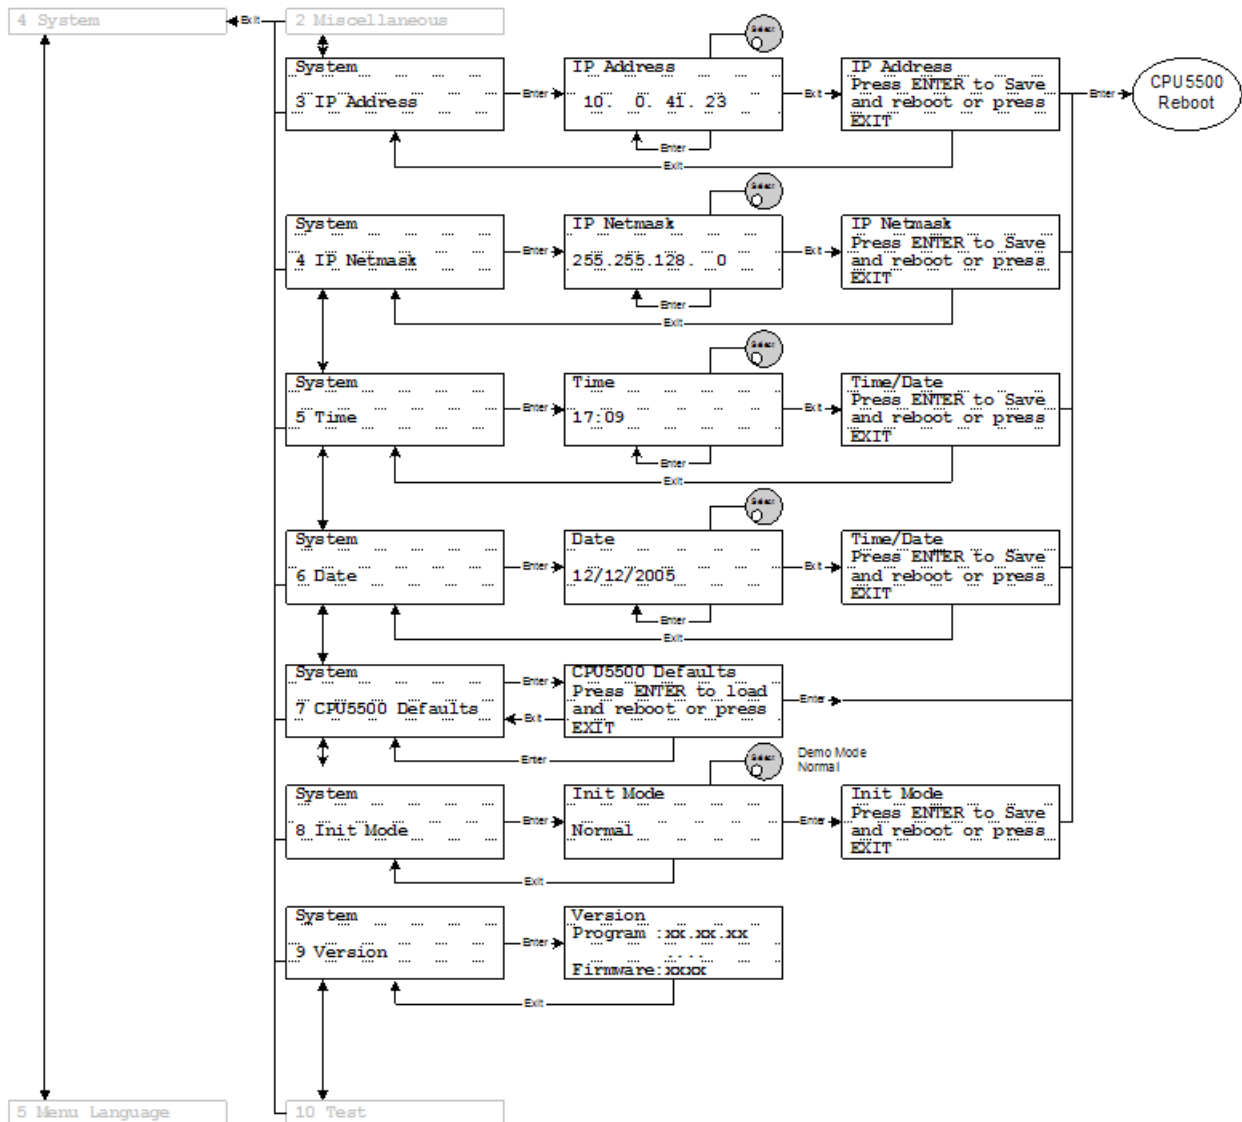 4 System
Exit
2 Miscellaneous
Select
System
3 IP Address
Enter
IP Address
10. 0. 41. 23
Exit
IP Address
Press ENTER to Save
and reboot or press
EXIT
Enter
CPU5500
Reboot
Enter
Exit
Select
System
4 IP Netmask
Enter
IP Netmask
255.255.128. 0
Exit
IP Netmask
Press ENTER to Save
and reboot or press
EXIT
Enter
Exit
Select
System
5 Time
Enter
Time
17:09
Exit
Time/Date
Press ENTER to Save
and reboot or press
EXIT
Enter
Exit
Select
System
6 Date
Enter
Date
12/12/2005
Exit
Time/Date
Press ENTER to Save
and reboot or press
EXIT
Enter
Exit
System
7 CPU5500 Defaults
Enter
Exit
CPU5500 Defaults
Press ENTER to load
and reboot or press
EXIT
Enter
Enter
Select
Demo Mode
Normal
System
8 Init Mode
Enter
Init Mode
Normal
Enter
Init Mode
Press ENTER to Save
and reboot or press
EXIT
Exit
System
9 Version
Enter
Version
Program :xx.xx.xx
....
Firmware:xxxx
Exit
5 Menu Language
10 Test